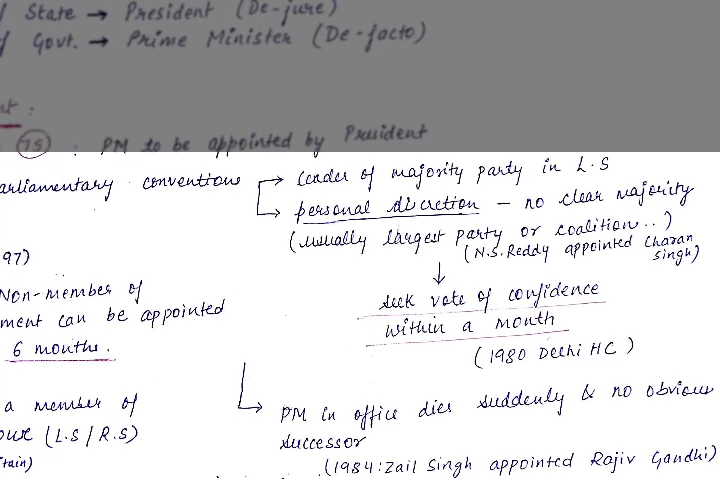 State → President (De-jure)
Govt. → Prime Minister (De-facto)
75 : PM to be appointed by President
arliamentary convention → leader of majority party in L.S
→ personal discretion – no clear majority
(usually largest party or coalition..)
(N.S. Reddy appointed Charan Singh)
97)
Non-member of
ment can be appointed
6 months.
seek vote of confidence
within a month
(1980 Delhi HC)
a member of
(L.S/R.S)
tain)
→ PM in office dies suddenly & no obvious
successor
(1984: Zail Singh appointed Rajiv Gandhi)